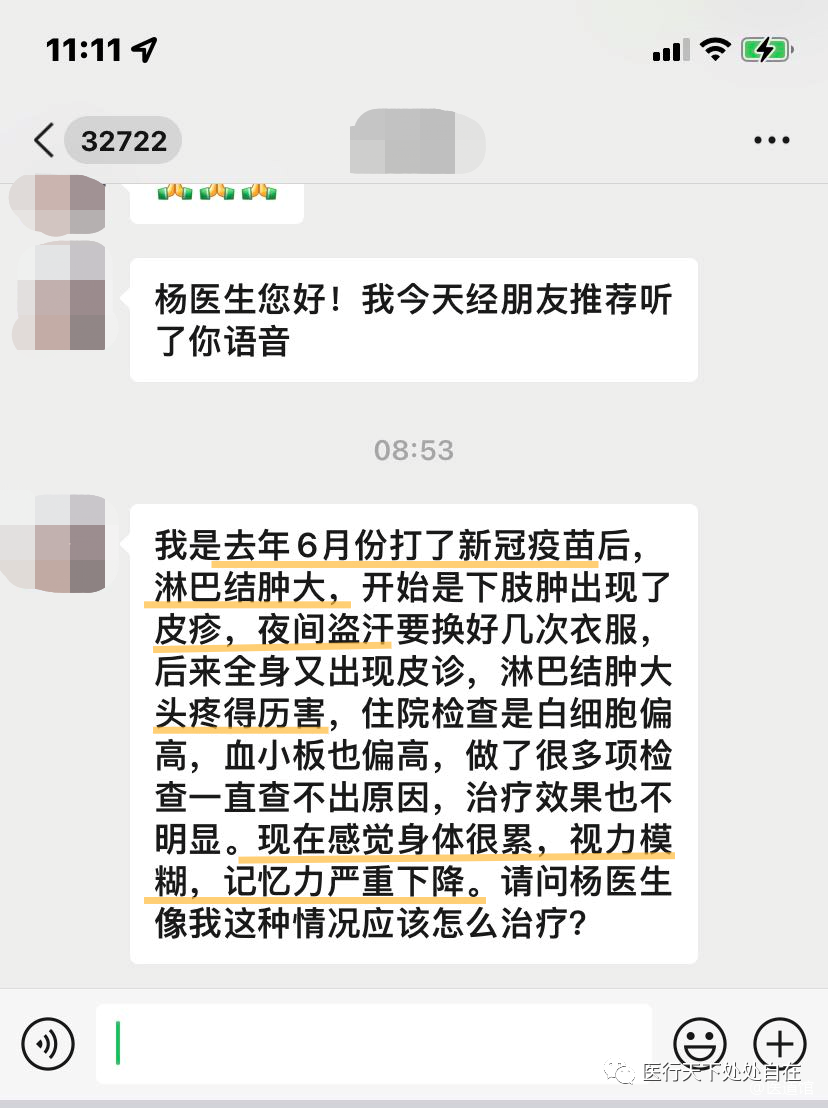 11:11
32722
杨医生您好！我今天经朋友推荐听
了你语音
08:53
我是去年6月份打了新冠疫苗后，
淋巴结肿大，开始是下肢肿出现了
皮疹，夜间盗汗要换好几次衣服，
后来全身又出现皮诊，淋巴结肿大
头疼得历害，住院检查是白细胞偏
高，血小板也偏高，做了很多项检
查一直查不出原因，治疗效果也不
明显。现在感觉身体很累，视力模
糊，记忆力严重下降。请问杨医生
像我这种情况应该怎么治疗？
医行天下处处自在